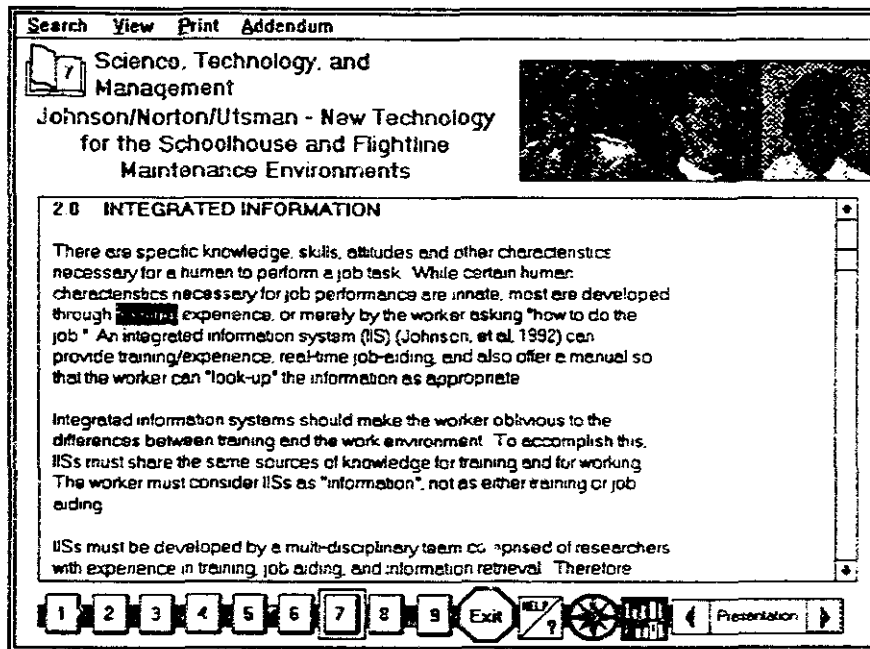 Search View Print Addendum
7 Science, Technology, and
Management
Johnson/Norton/Utsman - New Technology
for the Schoolhouse and Flightline
Maintenance Environments
2.0 INTEGRATED INFORMATION
There are specific knowledge, skills, attitudes and other characteristics
necessary for a human to perform a job task. While certain human
characteristics necessary for job performance are innate, most are developed
through experience, or merely by the worker asking "how to do the
job." An integrated information system (IIS) (Johnson, et al, 1992) can
provide training/experience, real-time job-aiding, and also offer a manual so
that the worker can "look-up" the information as appropriate
Integrated information systems should make the worker oblivious to the
differences between training and the work environment. To accomplish this,
IISs must share the same sources of knowledge for training and for working
The worker must consider IISs as "information", not as either training or job
aiding
IISs must be developed by a multi-disciplinary team comprised of researchers
with experience in training, job aiding, and information retrieval. Therefore
1 2 3 4 5 6 7 8 9 Exit HELP ? Presentation